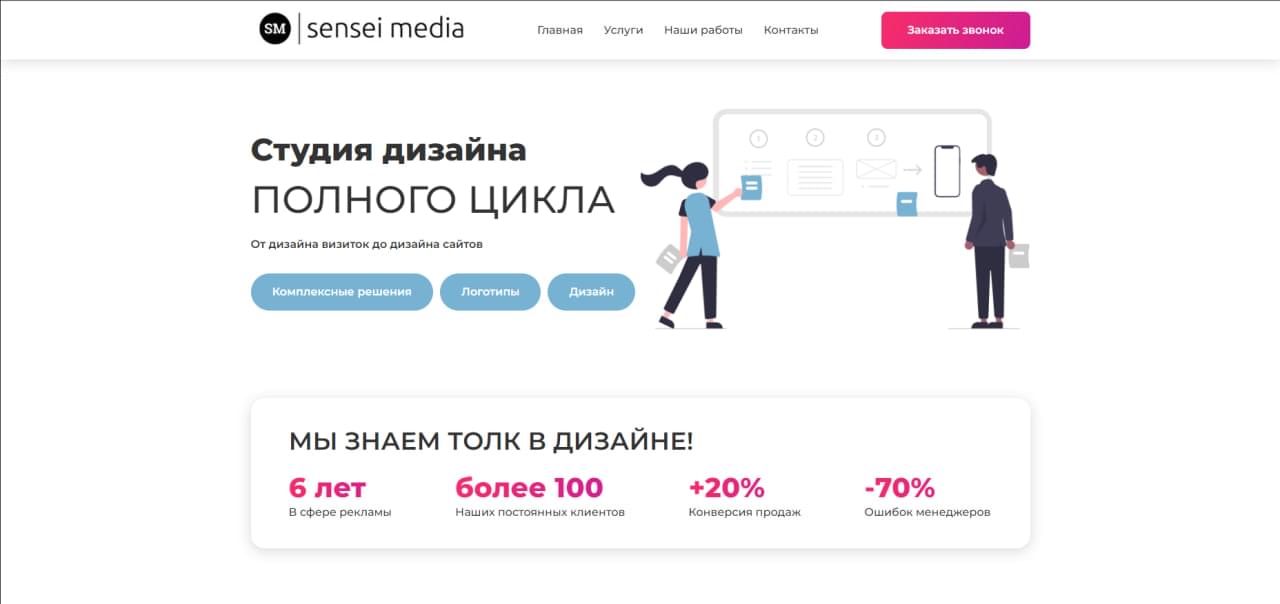 SM | sensei media
Главная Услуги Наши работы Контакты
Заказать звонок
Студия дизайна
ПОЛНОГО ЦИКЛА
От дизайна визиток до дизайна сайтов
Комплексные решения Логотипы Дизайн
1 2 3
МЫ ЗНАЕМ ТОЛК В ДИЗАЙНЕ!
6 лет
В сфере рекламы
более 100
Наших постоянных клиентов
+20%
Конверсия продаж
-70%
Ошибок менеджеров